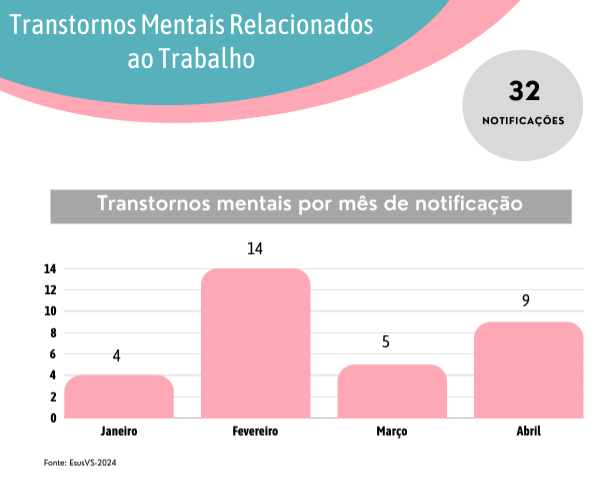 Transtornos Mentais Relacionados
ao Trabalho
32
NOTIFICAÇÕES
Transtornos mentais por mês de notificação
14
12
10
8
6
4
2
0
4
14
5
9
Janeiro
Fevereiro
Março
Abril
Fonte: EsusVS-2024